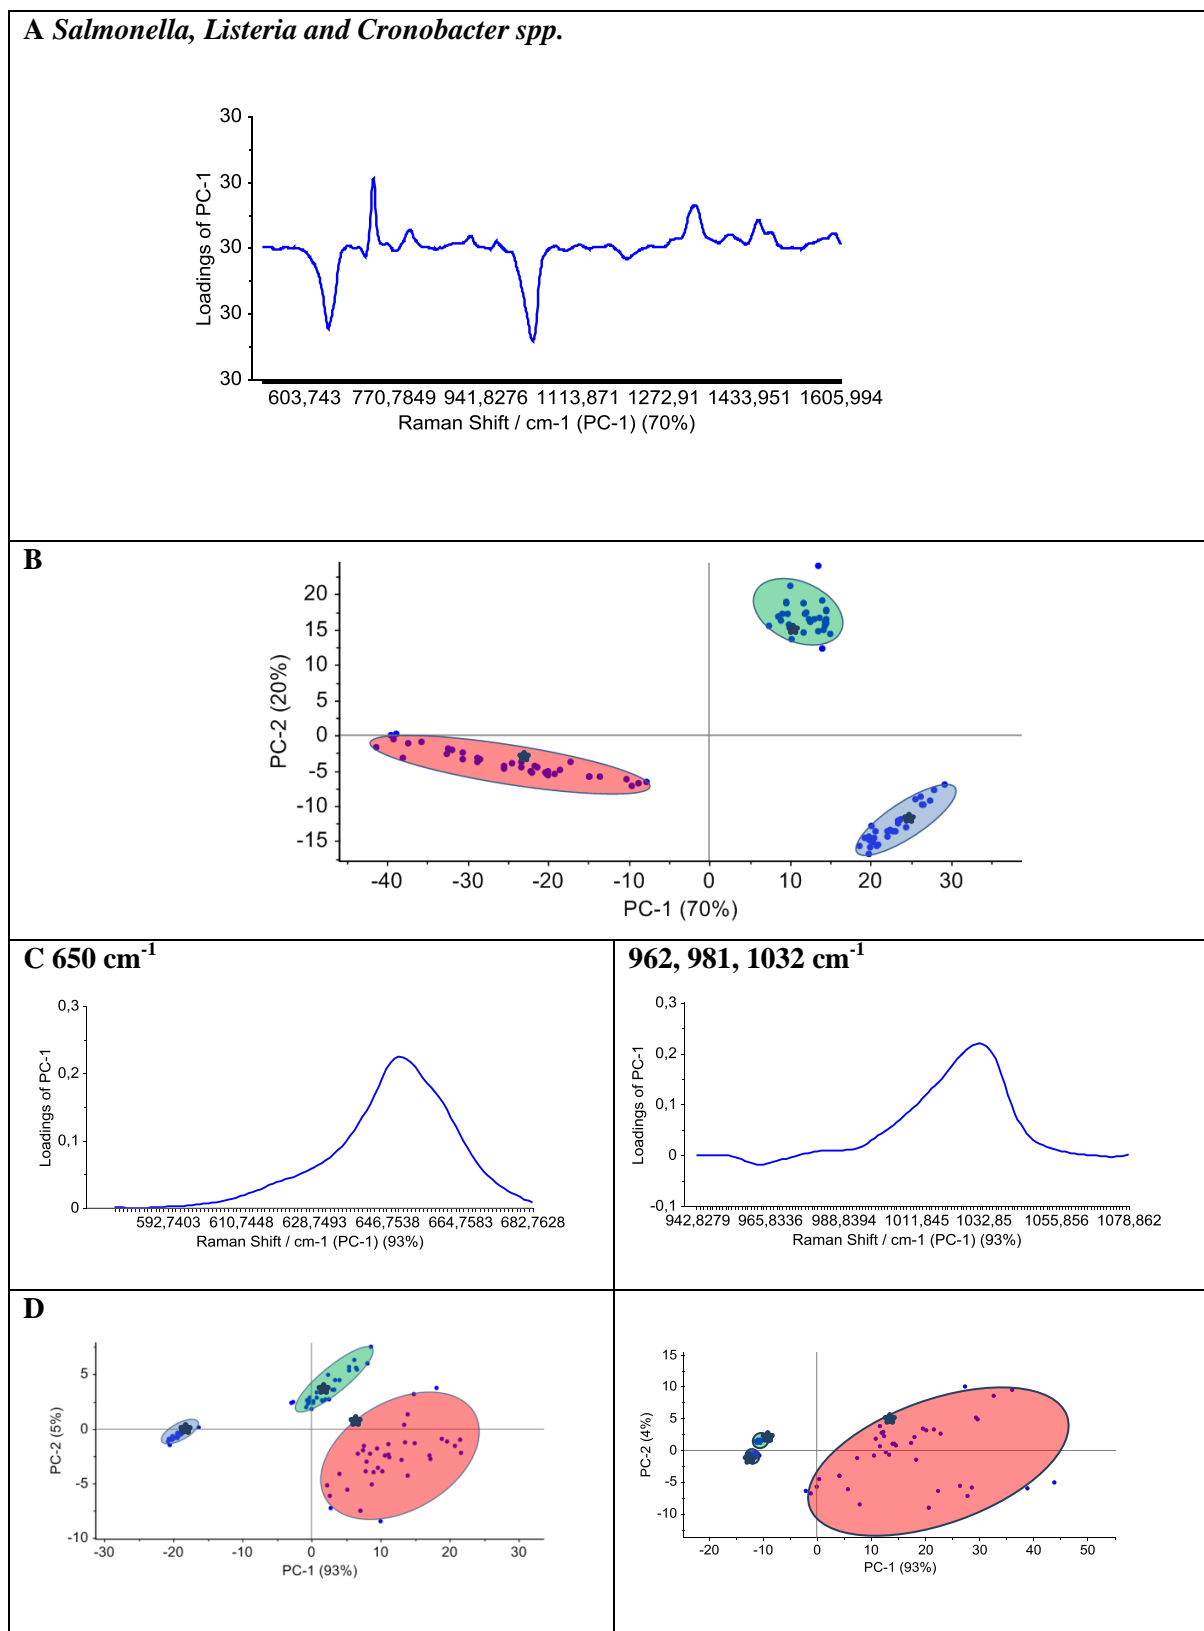 A Salmonella, Listeria and Cronobacter spp.
30
30
30
30
30
Loadings of PC-1
603,743 770,7849 941,8276 1113,871 1272,91 1433,951 1605,994
Raman Shift / cm-1 (PC-1) (70%)
B
20
15
10
5
0
-5
-10
-15
PC-2 (20%)
-40 -30 -20 -10 0 10 20 30
PC-1 (70%)
C 650 cm-1
0,3
0,2
0,1
0
Loadings of PC-1
592,7403 610,7448 628,7493 646,7538 664,7583 682,7628
Raman Shift / cm-1 (PC-1) (93%)
962, 981, 1032 cm-1
0,3
0,2
0,1
0
-0,1
Loadings of PC-1
942,8279 965,8336 988,8394 1011,845 1032,85 1055,856 1078,862
Raman Shift / cm-1 (PC-1) (93%)
D
5
0
-5
-10
PC-2 (5%)
-30 -20 -10 0 10 20 30
PC-1 (93%)
15
10
5
0
-5
-10
PC-2 (4%)
-20 -10 0 10 20 30 40 50
PC-1 (93%)